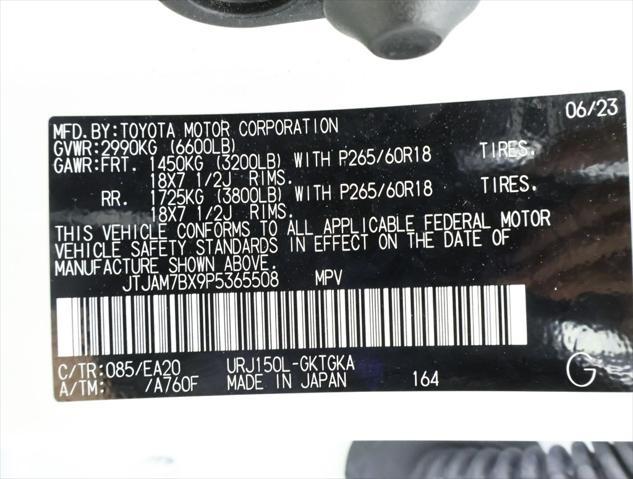 06/23
MFD.BY:TOYOTA MOTOR CORPORATION
GVWR:2990KG (6600LB)
GAWR:FRT. 1450KG (3200LB) WITH P265/60R18 TIRES.
18X7 1/2J RIMS.
RR. 1725KG (3800LB) WITH P265/60R18 TIRES.
18X7 1/2J RIMS.
THIS VEHICLE CONFORMS TO ALL APPLICABLE FEDERAL MOTOR
VEHICLE SAFETY STANDARDS IN EFFECT ON THE DATE OF
MANUFACTURE SHOWN ABOVE.
JTJAM7BX9P5365508 MPV
C/TR:085/EA20 URJ150L-GKTGKA
A/TM: /A760F MADE IN JAPAN 164 G